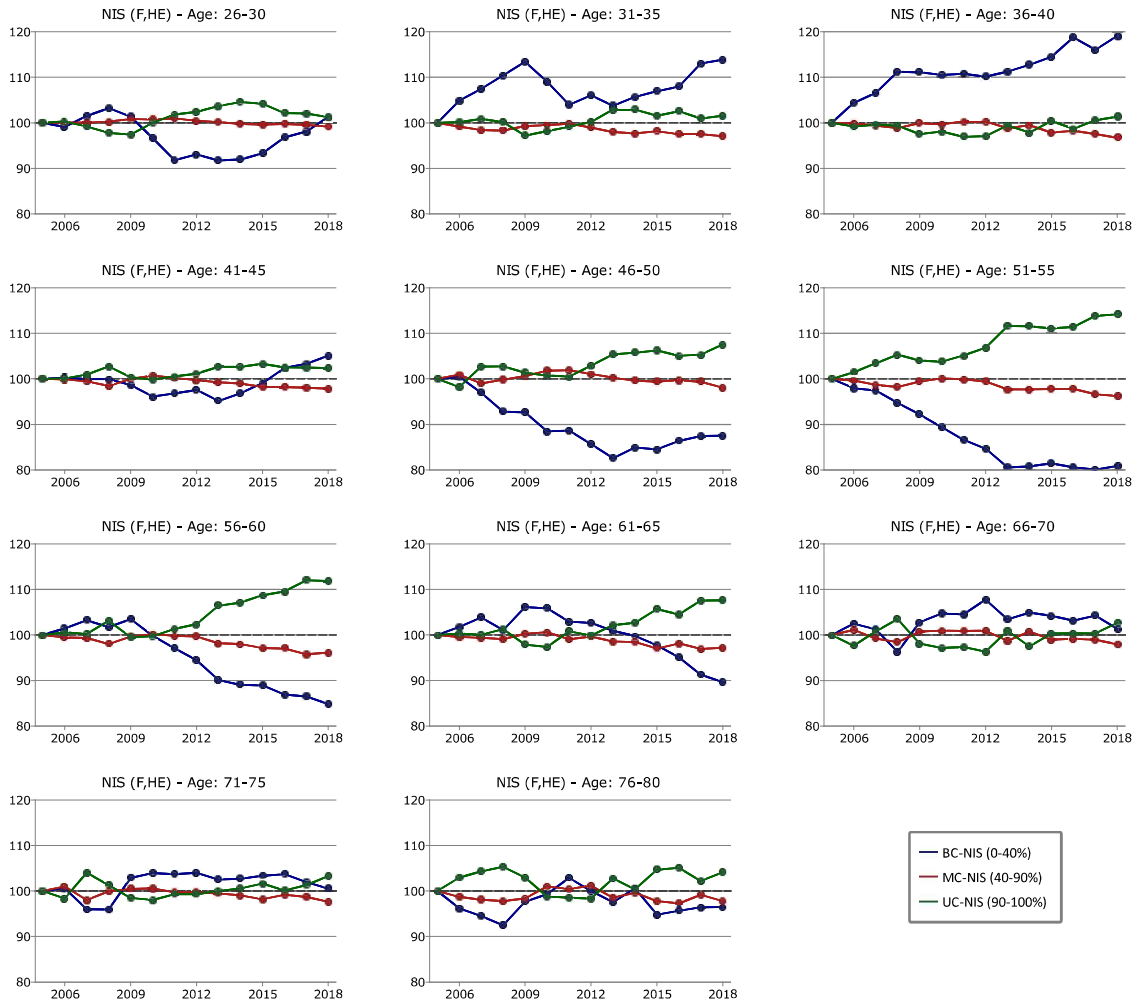 NIS (F,HE) - Age: 26-30
NIS (F,HE) - Age: 31-35
NIS (F,HE) - Age: 36-40
120
110
100
90
80
2006 2009 2012 2015 2018
120
110
100
90
80
2006 2009 2012 2015 2018
120
110
100
90
80
2006 2009 2012 2015 2018
NIS (F,HE) - Age: 41-45
NIS (F,HE) - Age: 46-50
NIS (F,HE) - Age: 51-55
120
110
100
90
80
2006 2009 2012 2015 2018
120
110
100
90
80
2006 2009 2012 2015 2018
120
110
100
90
80
2006 2009 2012 2015 2018
NIS (F,HE) - Age: 56-60
NIS (F,HE) - Age: 61-65
NIS (F,HE) - Age: 66-70
120
110
100
90
80
2006 2009 2012 2015 2018
120
110
100
90
80
2006 2009 2012 2015 2018
120
110
100
90
80
2006 2009 2012 2015 2018
NIS (F,HE) - Age: 71-75
NIS (F,HE) - Age: 76-80
120
110
100
90
80
2006 2009 2012 2015 2018
120
110
100
90
80
2006 2009 2012 2015 2018
BC-NIS (0-40%)
MC-NIS (40-90%)
UC-NIS (90-100%)